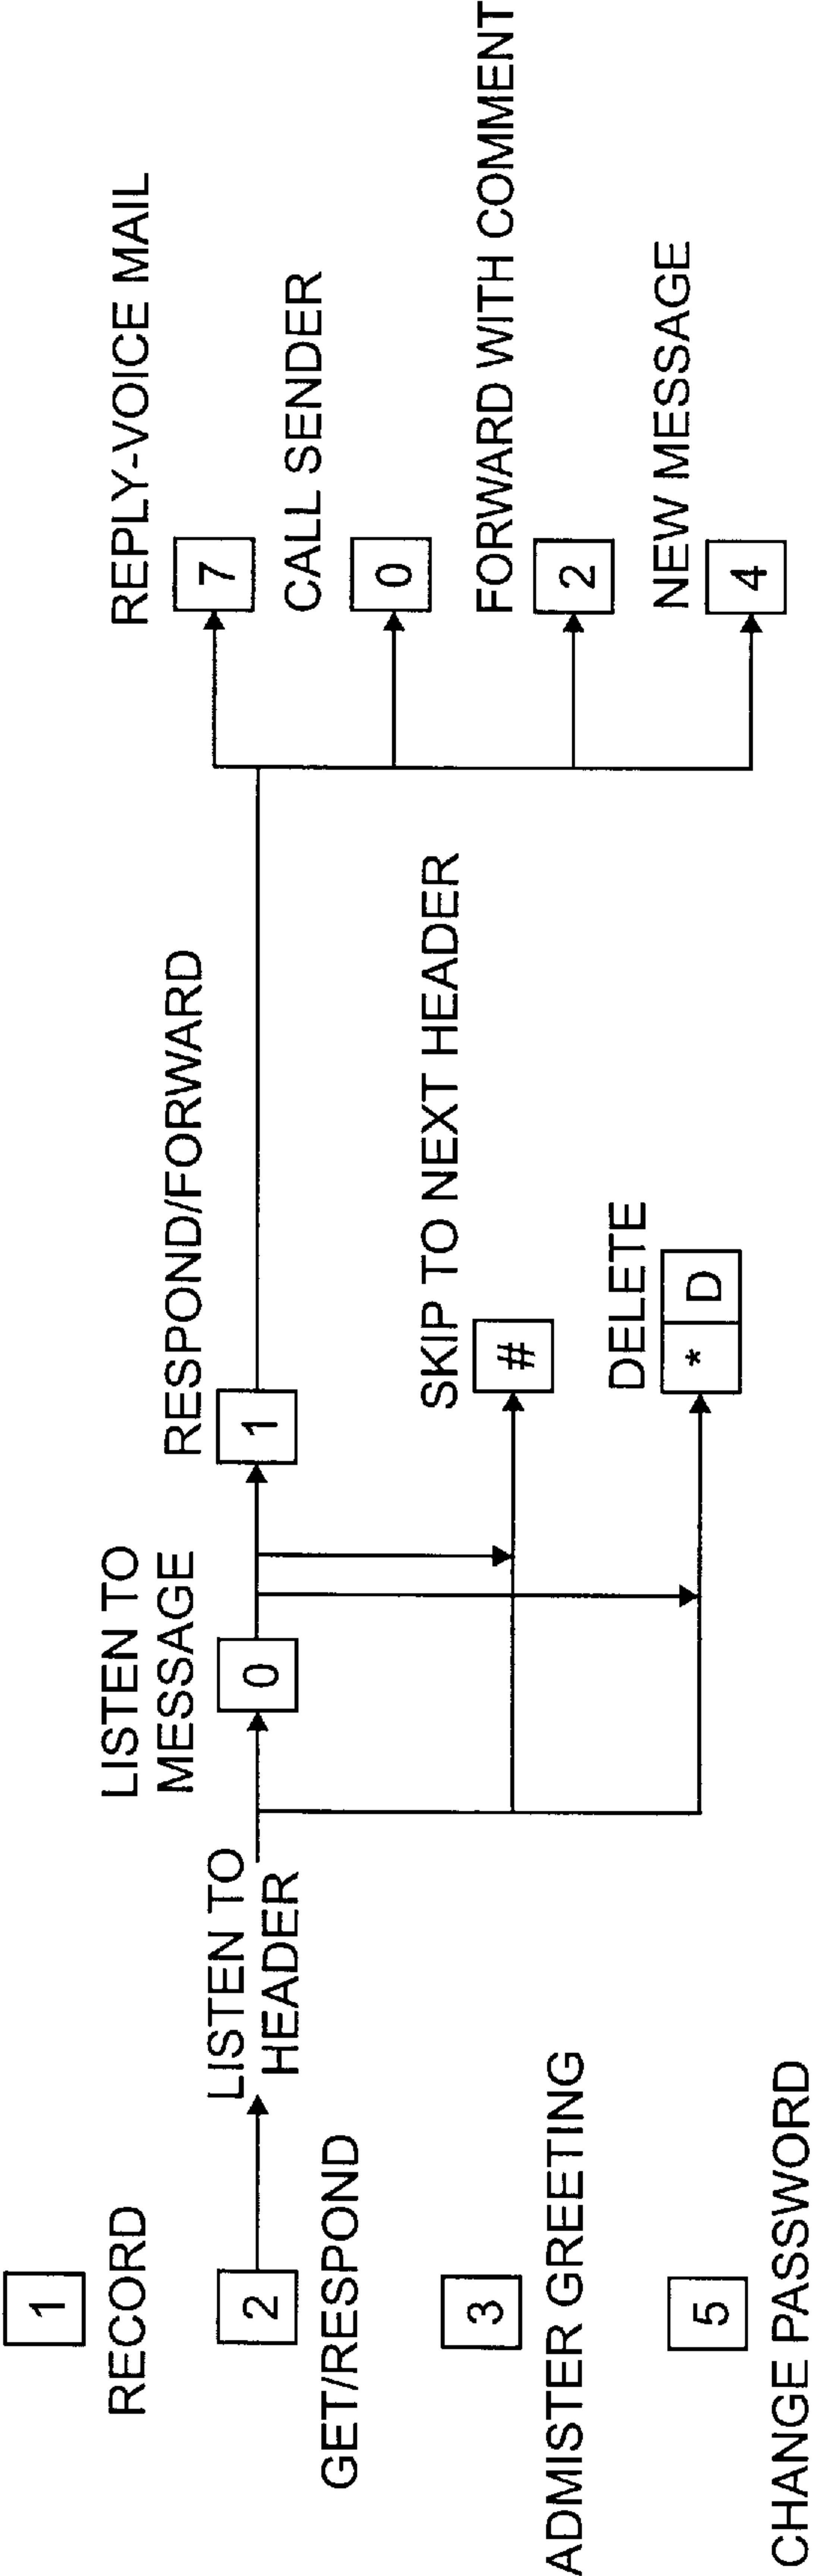 1
RECORD
2
GET/RESPOND
3
ADMISTER GREETING
5
CHANGE PASSWORD
LISTEN TO
HEADER
LISTEN TO
MESSAGE
0
RESPOND/FORWARD
1
SKIP TO NEXT HEADER
#
DELETE
* D
REPLY-VOICE MAIL
7
CALL SENDER
0
FORWARD WITH COMMENT
2
NEW MESSAGE
4